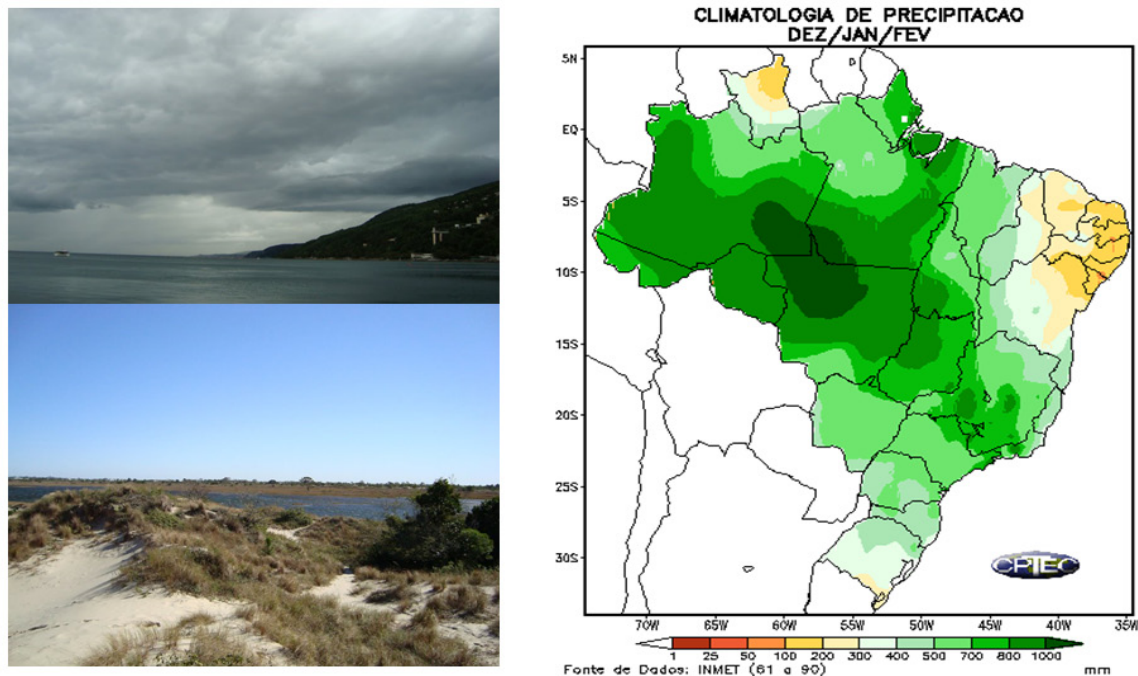 CLIMATOLOGIA DE PRECIPITACAO
DEZ/JAN/FEV
5N
EQ
5S
10S
15S
20S
25S
30S
CPTEC
70W 65W 60W 55W 50W 45W 40W 35W
1 25 50 100 200 300 400 500 700 800 1000
Fonte de Dados: INMET (61 a 90) mm